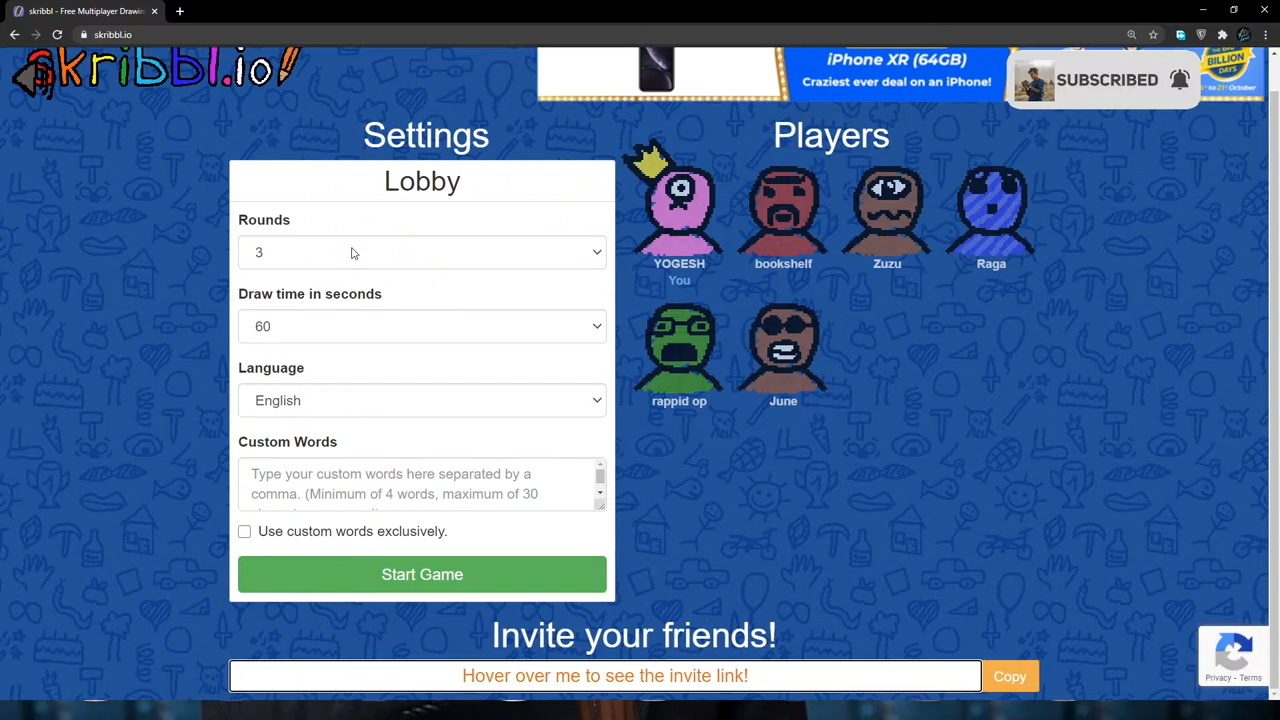 skribbl - Free Multiplayer Drawin
skribbl.io
skribbl.io
iPhone XR (64GB)
Craziest ever deal on an iPhone!
BILLION
DAYS
SUBSCRIBED
Settings
Players
Lobby
Rounds
3
Draw time in seconds
60
Language
English
Custom Words
Type your custom words here separated by a
comma. (Minimum of 4 words, maximum of 30
Use custom words exclusively.
Start Game
YOGESH
You
bookshelf
Zuzu
Raga
rappid op
June
Invite your friends!
Hover over me to see the invite link!
Copy
Privacy - Terms